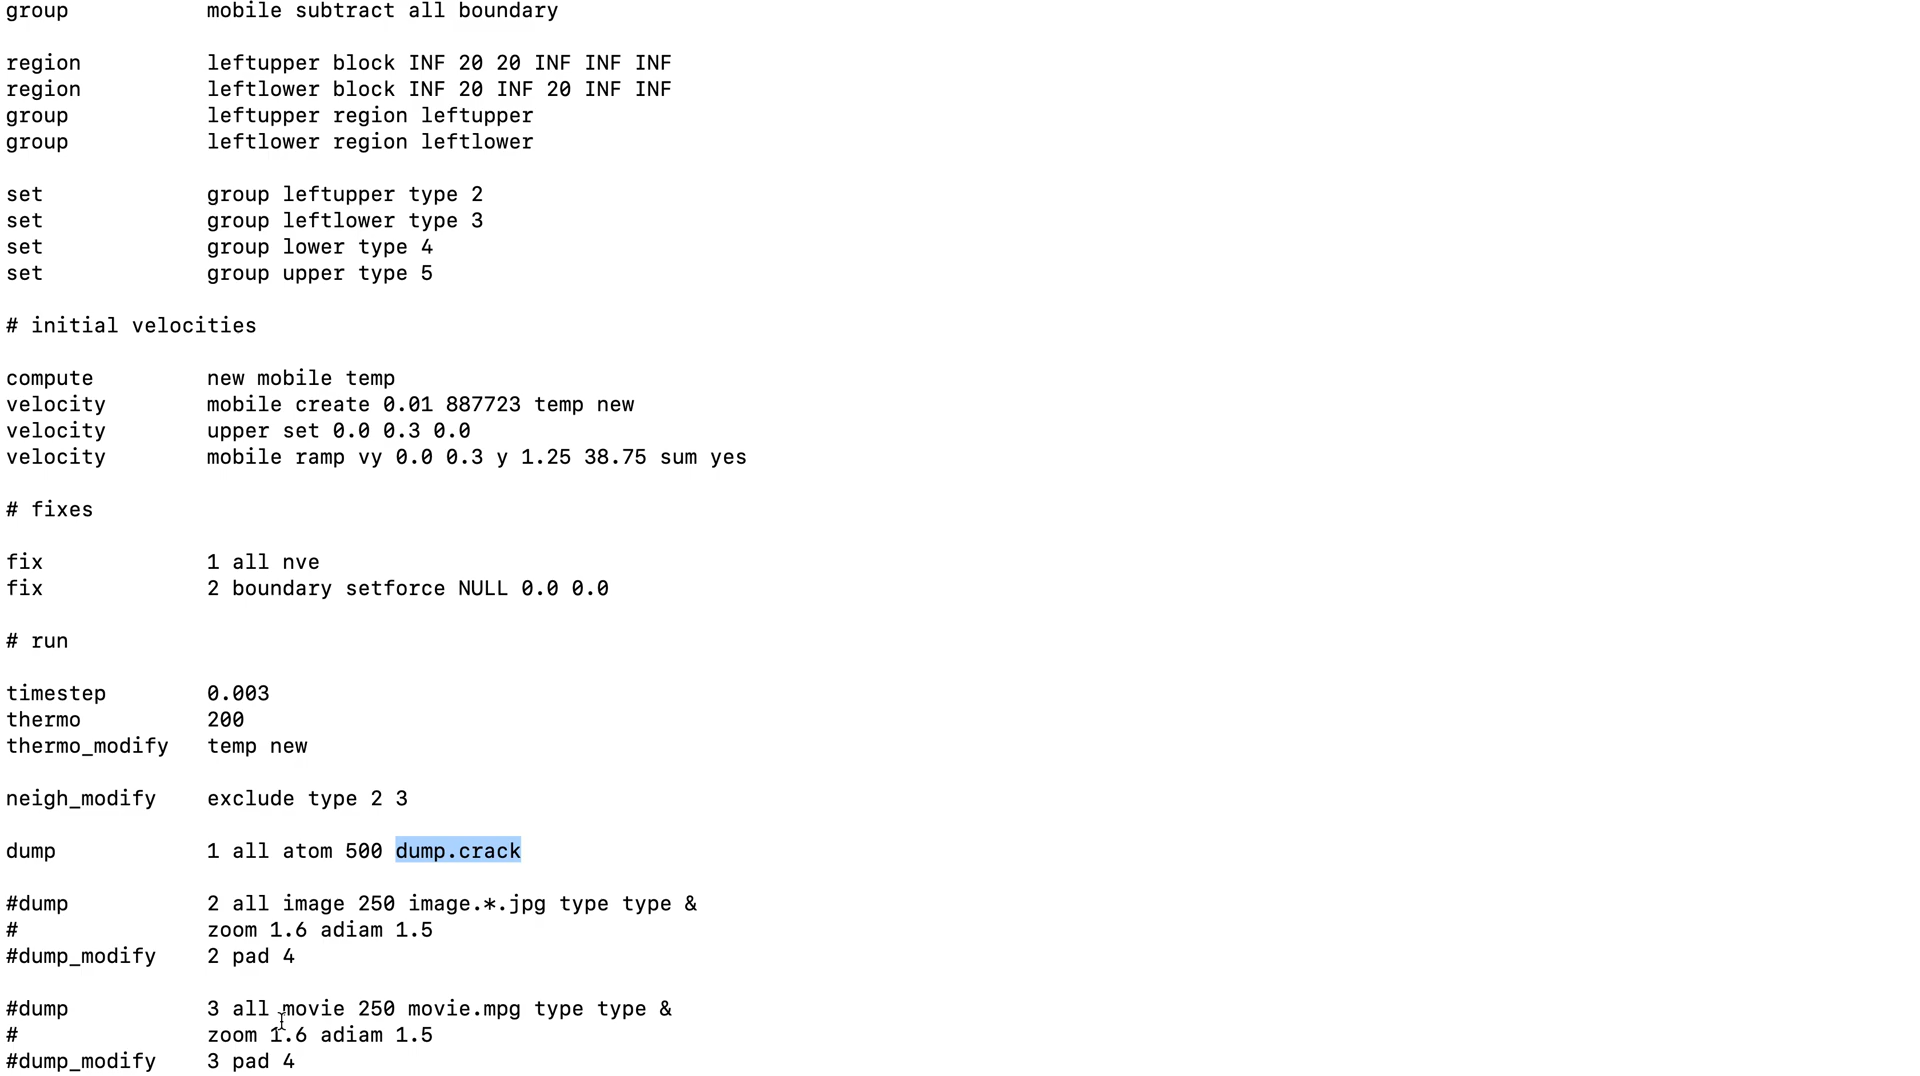 group           mobile subtract all boundary
region          leftupper block INF 20 20 INF INF INF
region          leftlower block INF 20 INF 20 INF INF
group           leftupper region leftupper
group           leftlower region leftlower
set             group leftupper type 2
set             group leftlower type 3
set             group lower type 4
set             group upper type 5
# initial velocities
compute         new mobile temp
velocity        mobile create 0.01 887723 temp new
velocity        upper set 0.0 0.3 0.0
velocity        mobile ramp vy 0.0 0.3 y 1.25 38.75 sum yes
# fixes
fix             1 all nve
fix             2 boundary setforce NULL 0.0 0.0
# run
timestep        0.003
thermo          200
thermo_modify   temp new
neigh_modify    exclude type 2 3
dump            1 all atom 500 dump.crack
#dump           2 all image 250 image.*.jpg type type &
#               zoom 1.6 adiam 1.5
#dump_modify    2 pad 4
#dump           3 all movie 250 movie.mpg type type &
#               zoom 1.6 adiam 1.5
#dump_modify    3 pad 4